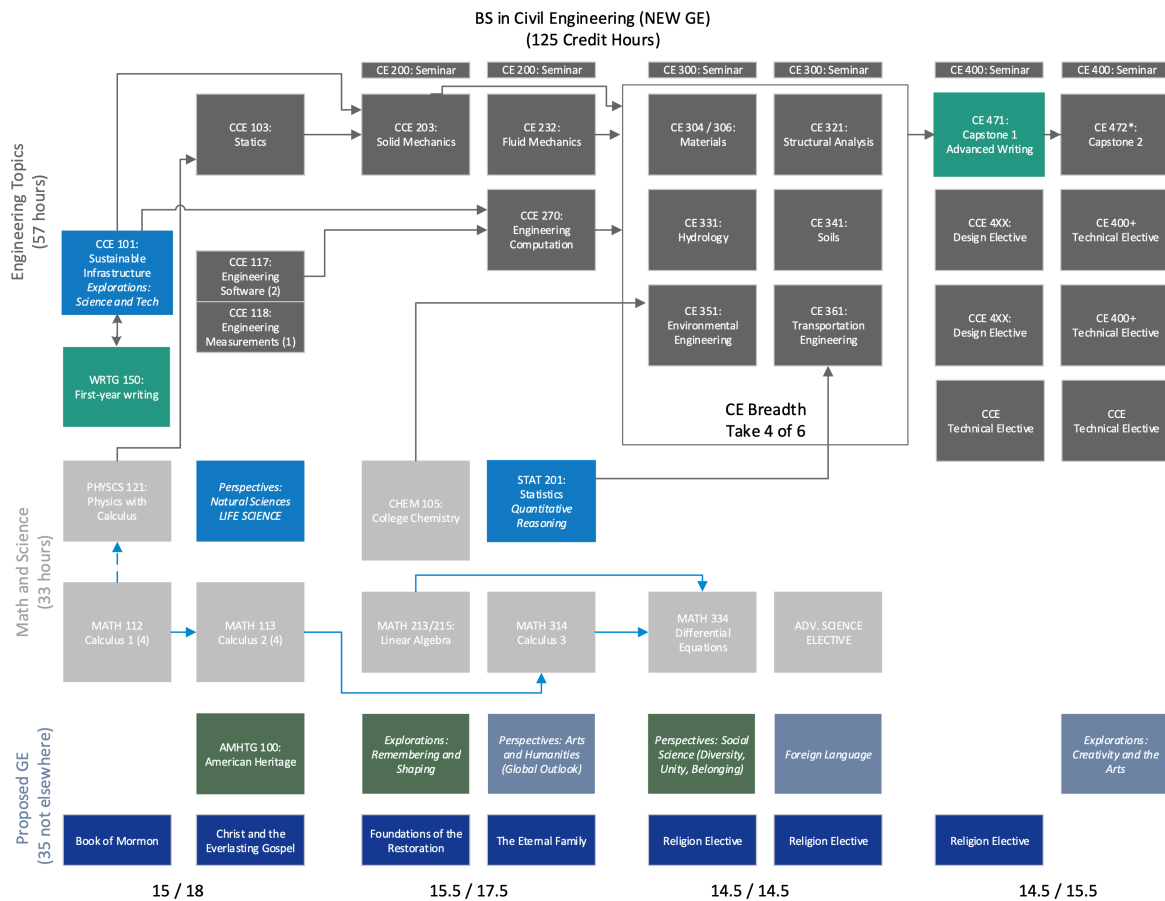 BS in Civil Engineering (NEW GE)
(125 Credit Hours)
CE 200: Seminar
CE 200: Seminar
CE 300: Seminar
CE 300: Seminar
CE 400: Seminar
CE 400: Seminar
Engineering Topics
(57 hours)
CCE 103:
Statics
CCE 203:
Solid Mechanics
CE 232:
Fluid Mechanics
CE 304 / 306:
Materials
CE 321:
Structural Analysis
CE 471:
Capstone 1
Advanced Writing
CE 472*:
Capstone 2
CCE 101:
Sustainable
Infrastructure
Explorations:
Science and Tech
CCE 117:
Engineering
Software (2)
CCE 118:
Engineering
Measurements (1)
CCE 270:
Engineering
Computation
CE 331:
Hydrology
CE 341:
Soils
CCE 4XX:
Design Elective
CE 400+
Technical Elective
CE 351:
Environmental
Engineering
CE 361:
Transportation
Engineering
CCE 4XX:
Design Elective
CE 400+
Technical Elective
WRTG 150:
First-year writing
CE Breadth
Take 4 of 6
CCE
Technical Elective
CCE
Technical Elective
Math and Science
(33 hours)
PHYSCS 121:
Physics with
Calculus
Perspectives:
Natural Sciences
LIFE SCIENCE
CHEM 105:
College Chemistry
STAT 201:
Statistics
Quantitative
Reasoning
MATH 112
Calculus 1 (4)
MATH 113
Calculus 2 (4)
MATH 213/215:
Linear Algebra
MATH 314
Calculus 3
MATH 334
Differential
Equations
ADV. SCIENCE
ELECTIVE
Proposed GE
(35 not elsewhere)
AMHTG 100:
American Heritage
Explorations:
Remembering and
Shaping
Perspectives: Arts
and Humanities
(Global Outlook)
Perspectives: Social
Science (Diversity,
Unity, Belonging)
Foreign Language
Explorations:
Creativity and the
Arts
Book of Mormon
Christ and the
Everlasting Gospel
Foundations of the
Restoration
The Eternal Family
Religion Elective
Religion Elective
Religion Elective
15 / 18
15.5 / 17.5
14.5 / 14.5
14.5 / 15.5